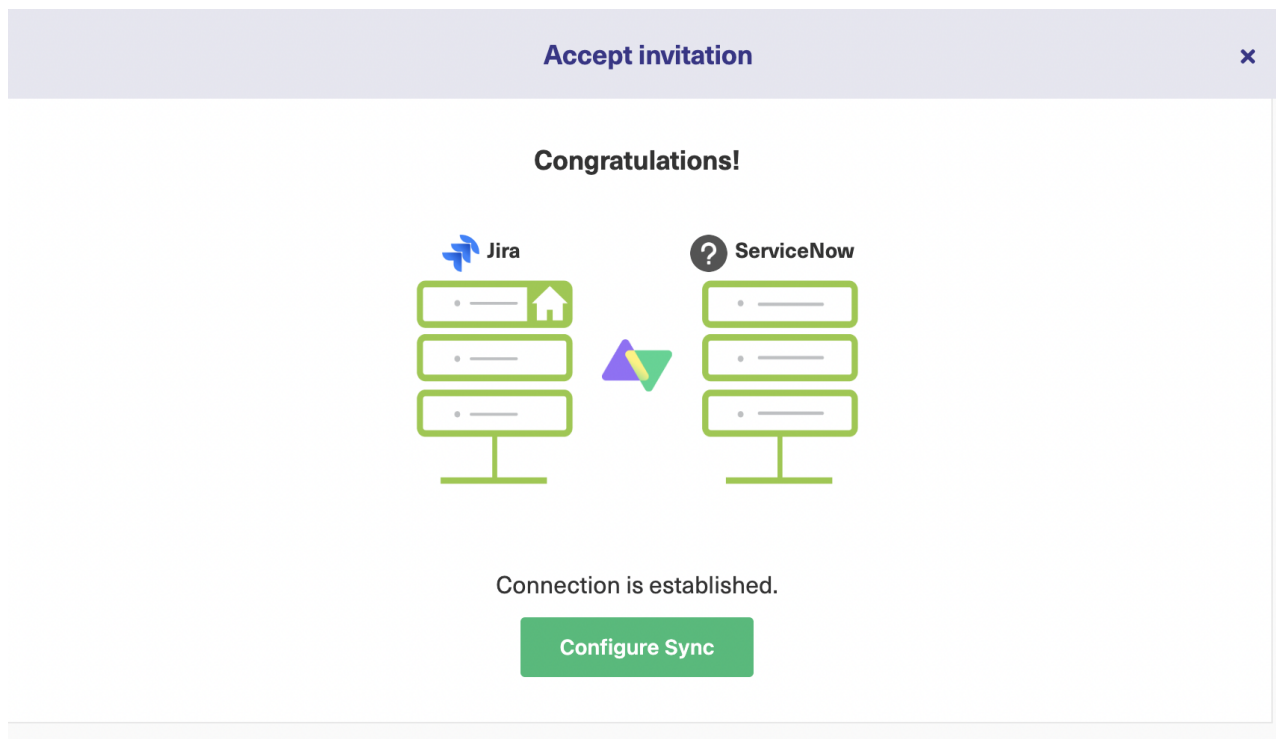 Accept invitation
Congratulations!
Jira
? ServiceNow
Connection is established.
Configure Sync